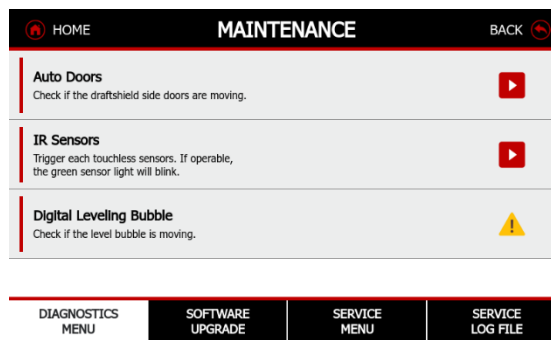 HOME MAINTENANCE BACK
Auto Doors
Check if the draftshield side doors are moving.
IR Sensors
Trigger each touchless sensors. If operable,
the green sensor light will blink.
Digital Leveling Bubble
Check if the level bubble is moving.
DIAGNOSTICS SOFTWARE SERVICE SERVICE
MENU UPGRADE MENU LOG FILE